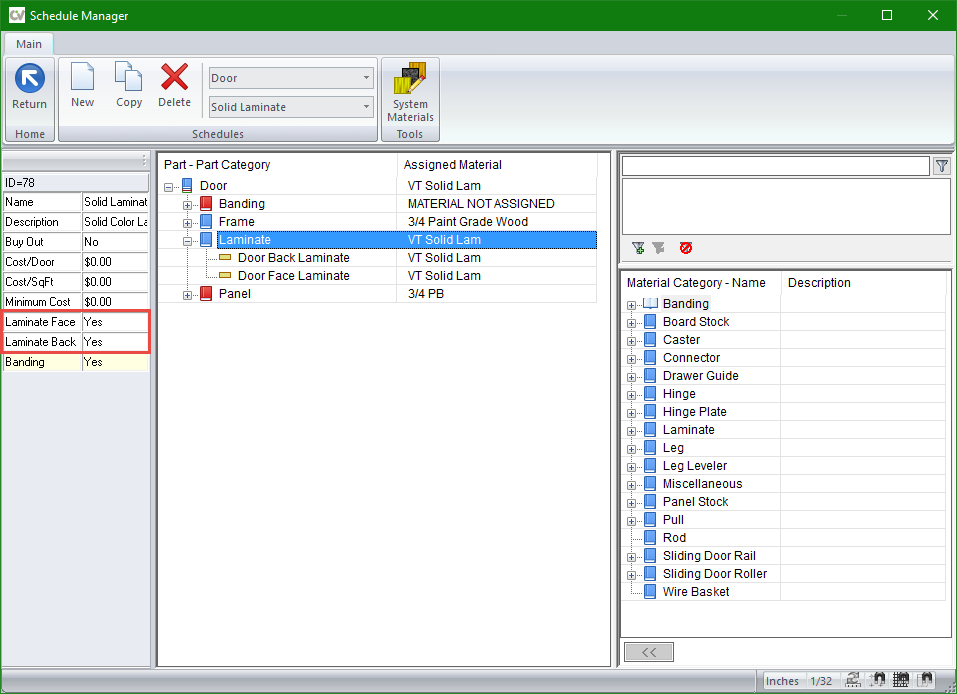 CV Schedule Manager
Main
Return
New
Copy
Delete
Door
Solid Laminate
System
Materials
Home
Schedules
Tools
ID=78
Name Solid Laminat
Description Solid Color La
Buy Out No
Cost/Door $0.00
Cost/SqFt $0.00
Minimum Cost $0.00
Laminate Face Yes
Laminate Back Yes
Banding Yes
Part - Part Category Assigned Material
Door VT Solid Lam
Banding MATERIAL NOT ASSIGNED
Frame 3/4 Paint Grade Wood
Laminate VT Solid Lam
Door Back Laminate VT Solid Lam
Door Face Laminate VT Solid Lam
Panel 3/4 PB
Material Category - Name Description
Banding
Board Stock
Caster
Connector
Drawer Guide
Hinge
Hinge Plate
Laminate
Leg
Leg Leveler
Miscellaneous
Panel Stock
Pull
Rod
Sliding Door Rail
Sliding Door Roller
Wire Basket
<<
Inches 1/32